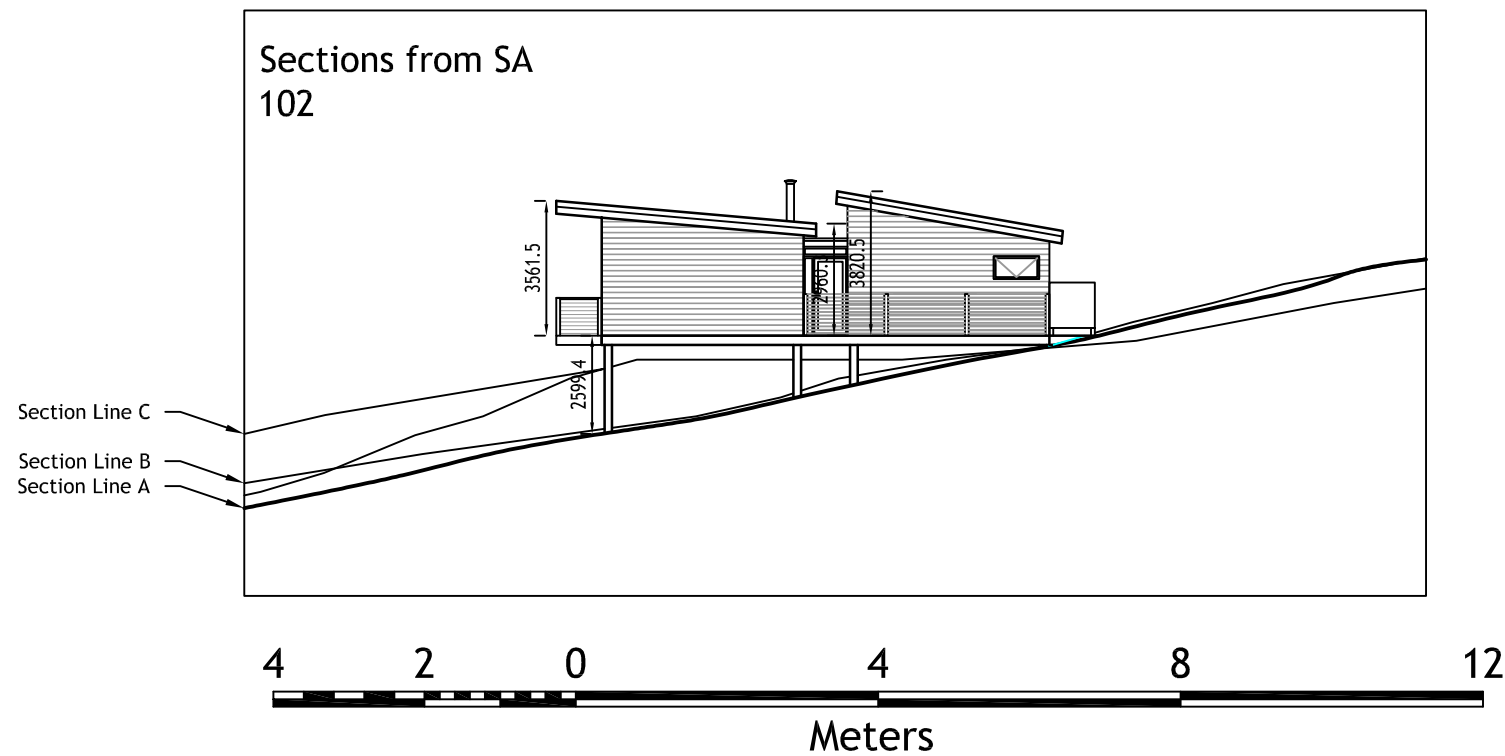 Sections from SA
102
3561.5
3820.5
2599.4
Section Line C
Section Line B
Section Line A
4 2 0 4 8 12
Meters